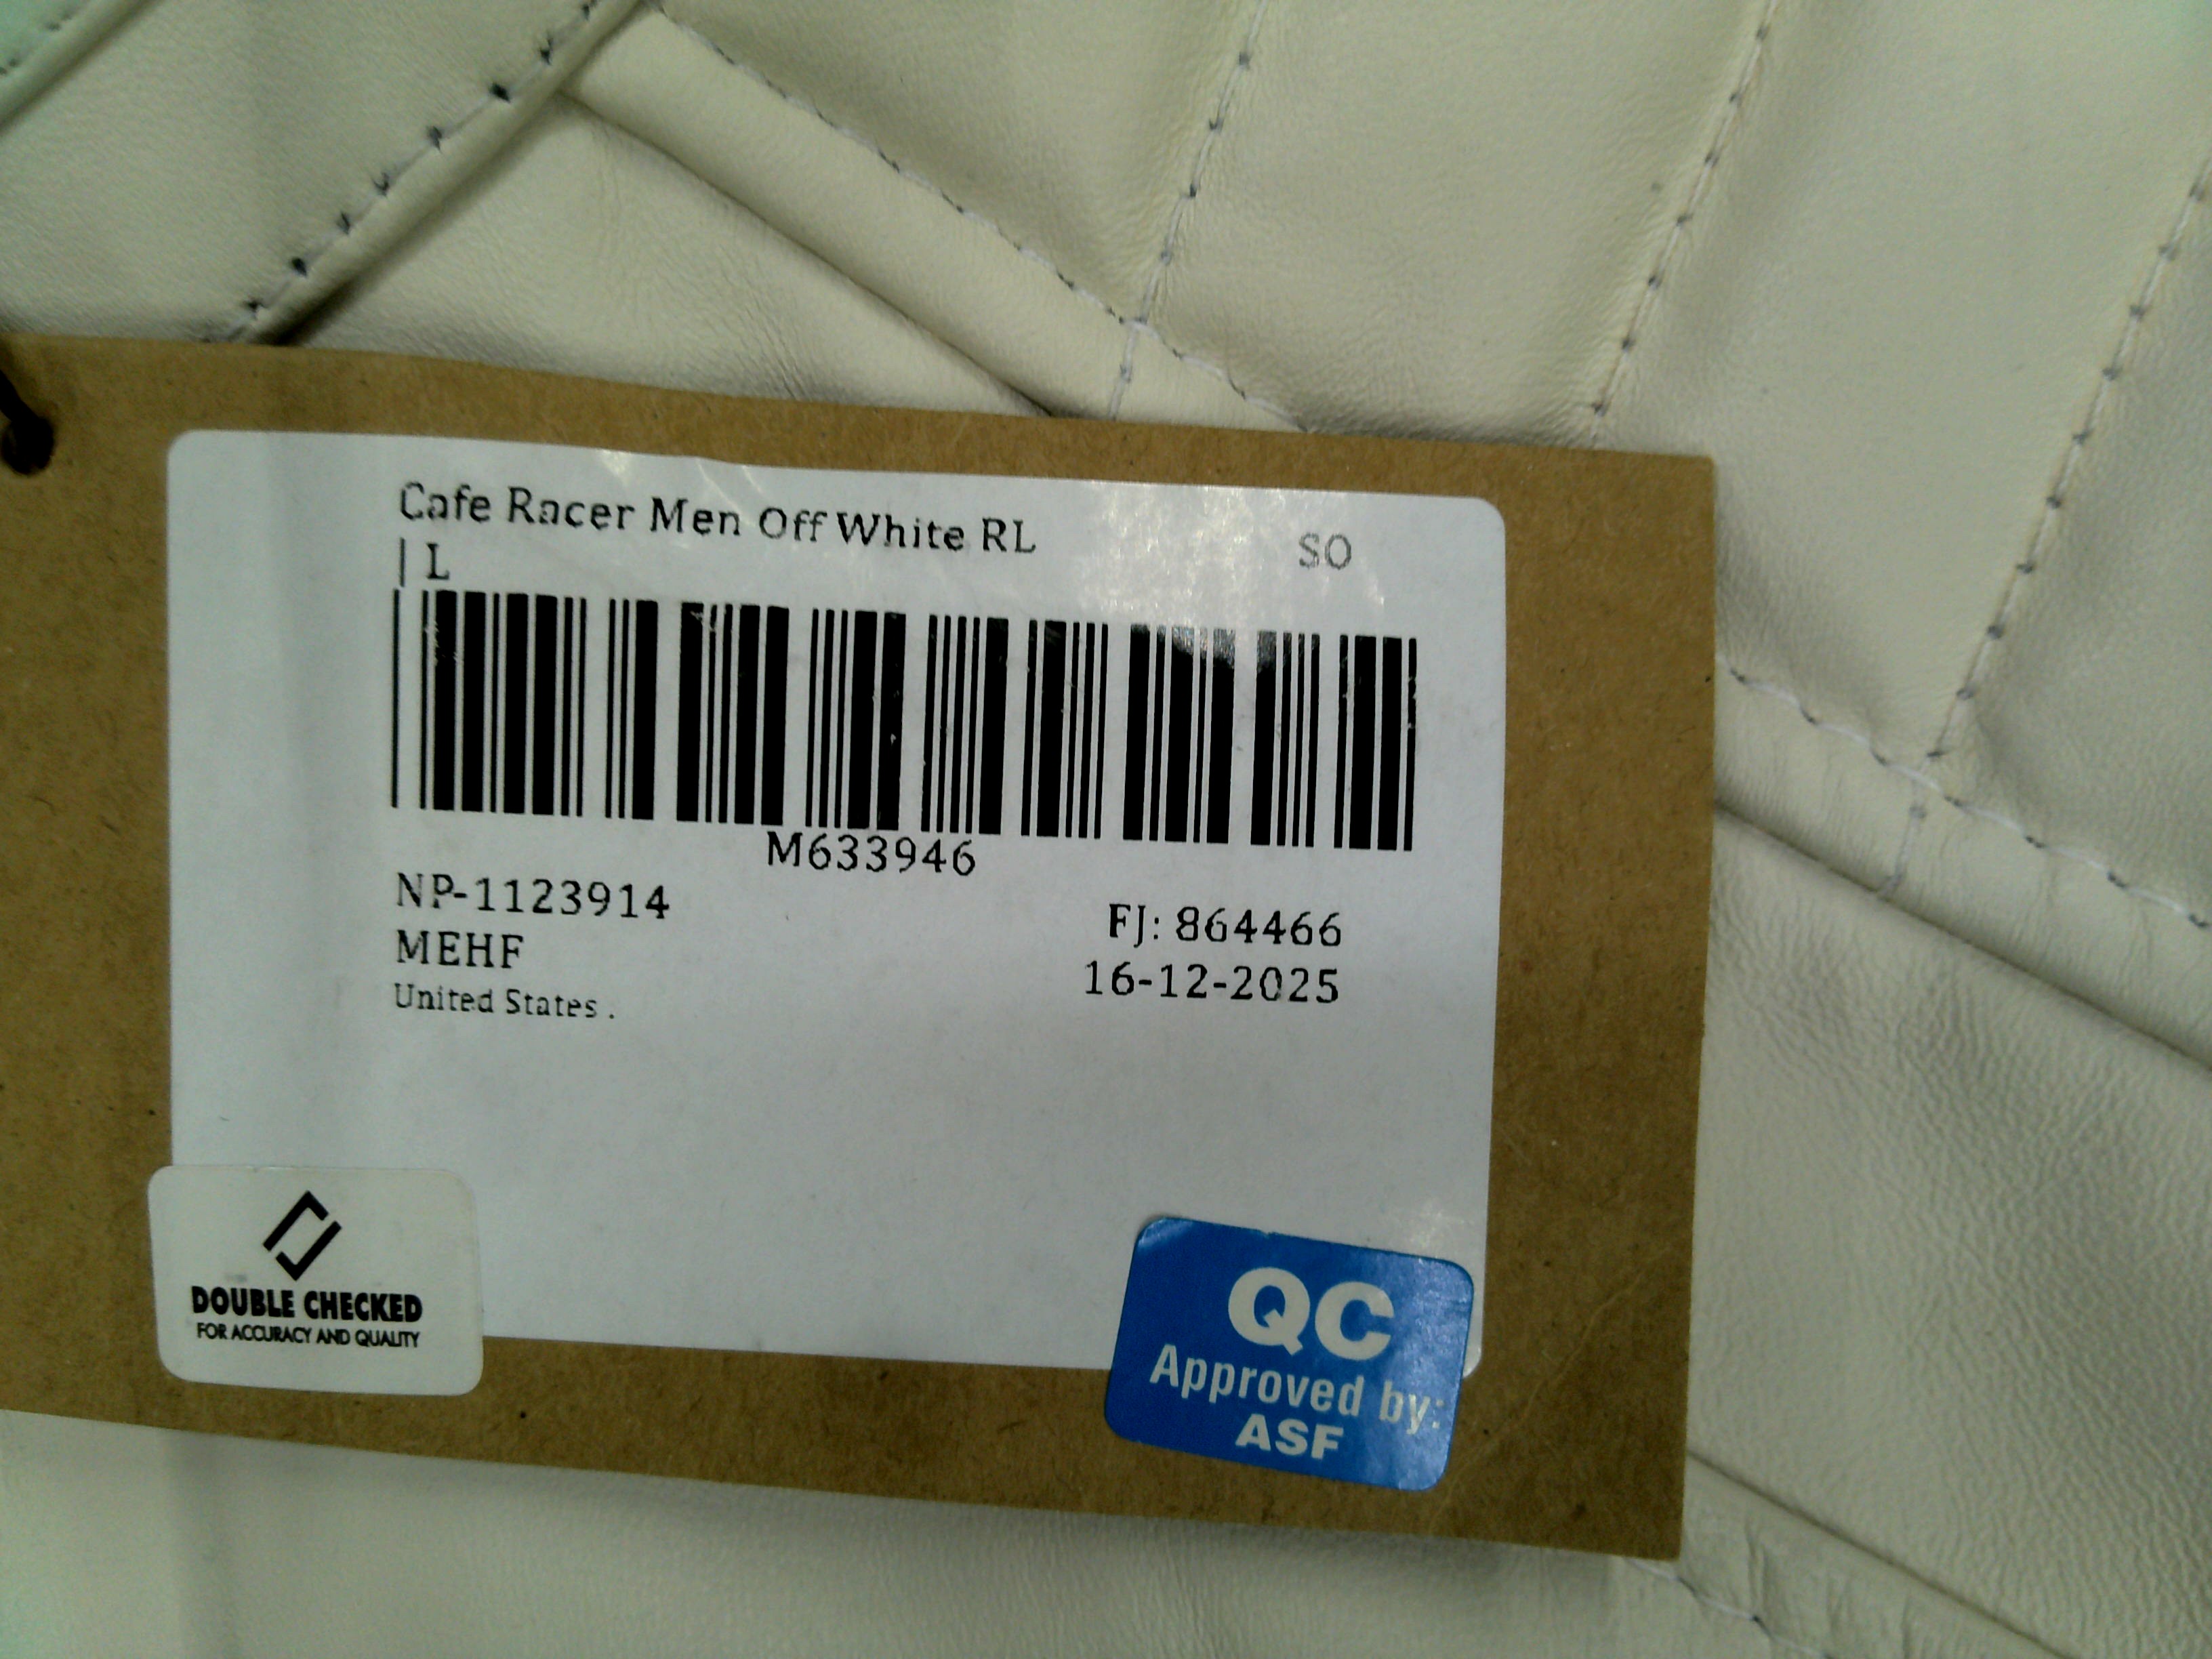 Cafe Racer Men Off White RL
| L
SO
M633946
NP-1123914
FJ: 864466
MEHF
16-12-2025
United States .
DOUBLE CHECKED
FOR ACCURACY AND QUALITY
QC
Approved by:
ASF